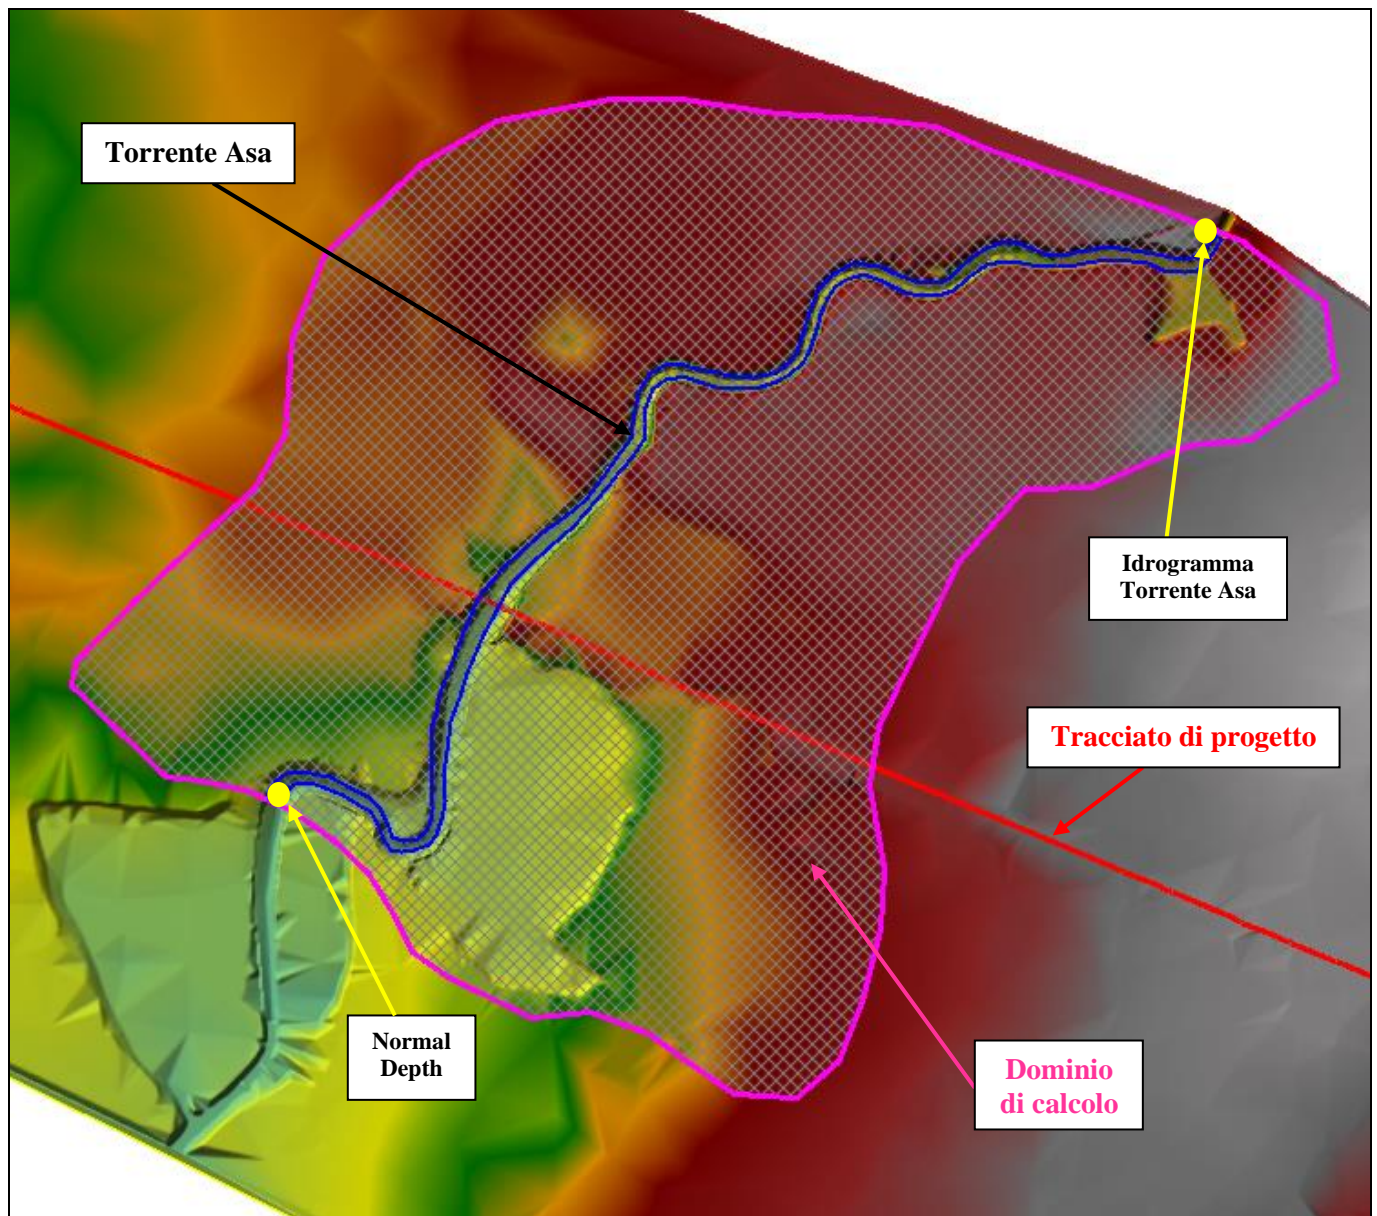 Torrente Asa
Idrogramma
Torrente Asa
Tracciato di progetto
Normal
Depth
Dominio
di calcolo